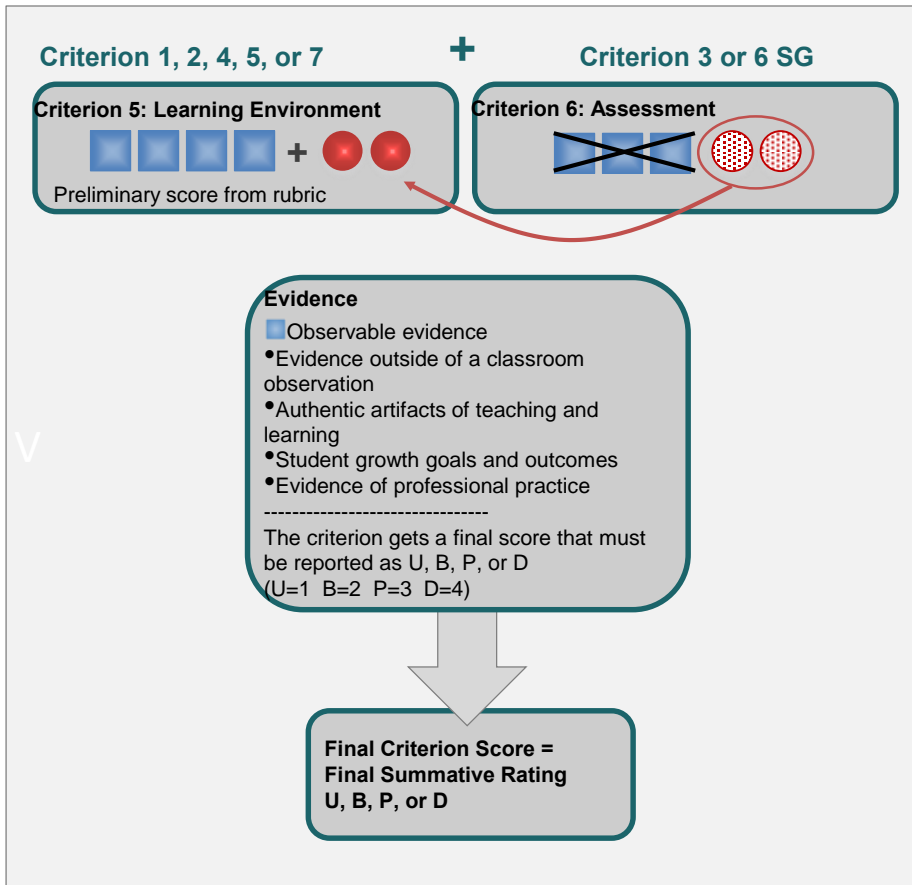 Criterion 1, 2, 4, 5, or 7
+
Criterion 3 or 6 SG
Criterion 5: Learning Environment
+
Preliminary score from rubric
Criterion 6: Assessment
Evidence
Observable evidence
•Evidence outside of a classroom
observation
•Authentic artifacts of teaching and
learning
•Student growth goals and outcomes
•Evidence of professional practice
--------------------------------
The criterion gets a final score that must
be reported as U, B, P, or D
(U=1 B=2 P=3 D=4)
V
Final Criterion Score =
Final Summative Rating
U, B, P, or D